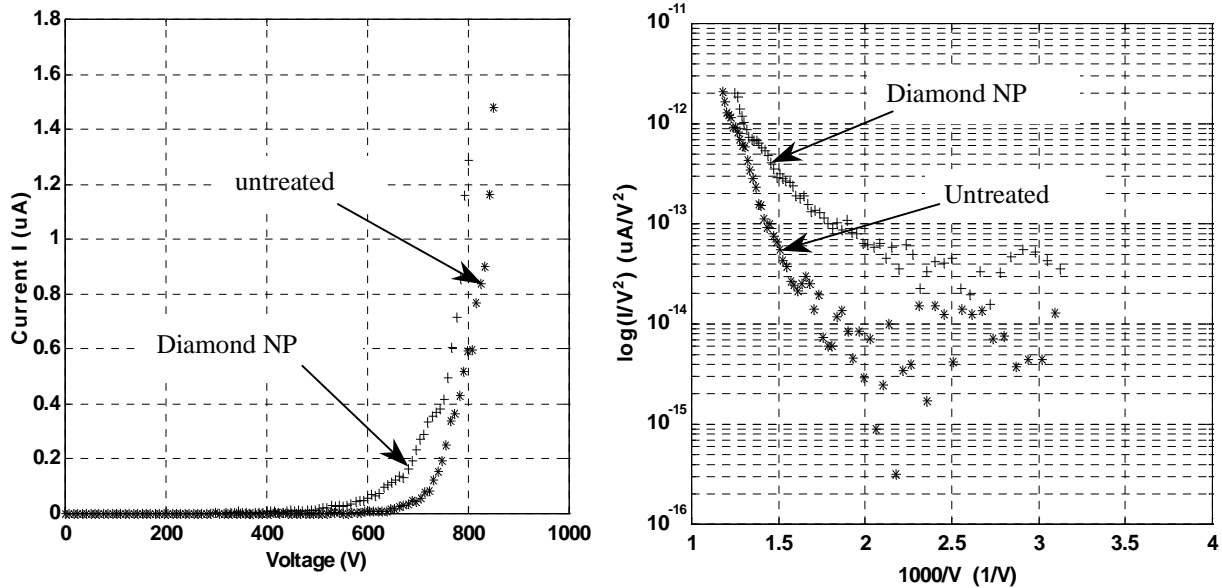 1.8
1.6
1.4
1.2
1
0.8
0.6
0.4
0.2
0
Current I (uA)
untreated
Diamond NP
0 200 400 600 800 1000
Voltage (V)
10^-11
10^-12
10^-13
10^-14
10^-15
10^-16
log(I/V^2) (uA/V^2)
Diamond NP
Untreated
1 1.5 2 2.5 3 3.5 4
1000/V (1/V)